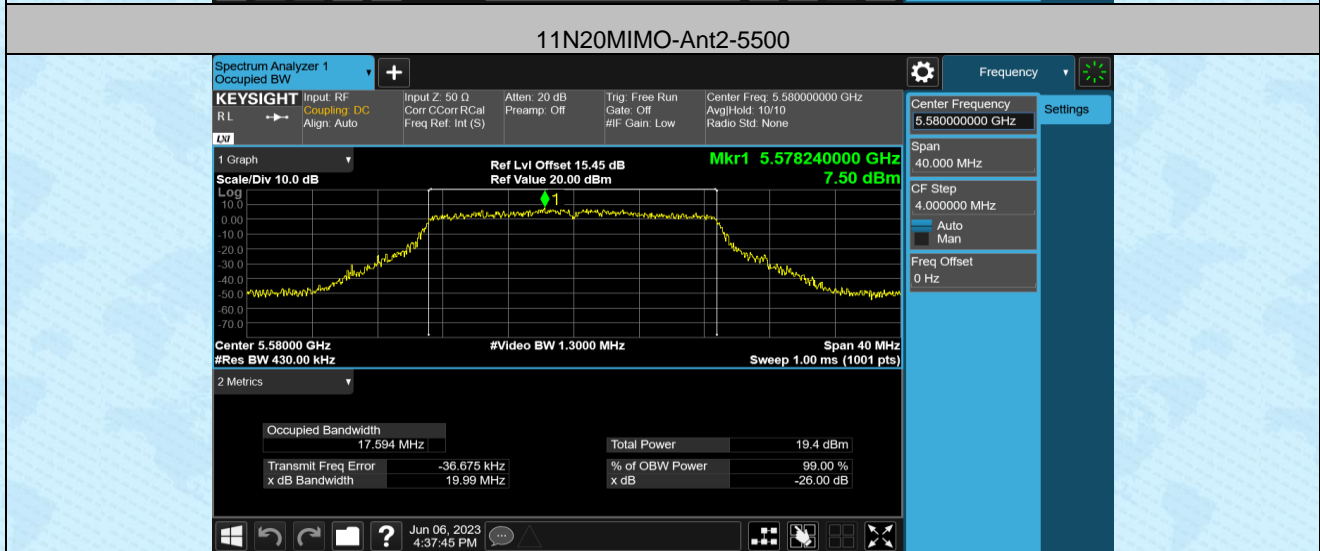 11N20MIMO-Ant2-5500
Spectrum Analyzer 1
Occupied BW
+
Frequency
KEYSIGHT
R L
LXI
Input: RF
Coupling: DC
Align: Auto
Input Z: 50 Ω
Corr CCorr RCal
Freq Ref: Int (S)
Atten: 20 dB
Preamp: Off
Trig: Free Run
Gate: Off
#IF Gain: Low
Center Freq: 5.580000000 GHz
Avg|Hold: 10/10
Radio Std: None
Center Frequency
5.580000000 GHz
Settings
Span
40.000 MHz
CF Step
4.000000 MHz
Auto
Man
Freq Offset
0 Hz
1 Graph
Scale/Div 10.0 dB
Ref Lvl Offset 15.45 dB
Ref Value 20.00 dBm
Mkr1 5.578240000 GHz
7.50 dBm
Log
10.0
0.00
-10.0
-20.0
-30.0
-40.0
-50.0
-60.0
-70.0
1
Center 5.58000 GHz
#Res BW 430.00 kHz
#Video BW 1.3000 MHz
Span 40 MHz
Sweep 1.00 ms (1001 pts)
2 Metrics
Occupied Bandwidth
17.594 MHz
Total Power 19.4 dBm
Transmit Freq Error -36.675 kHz
% of OBW Power 99.00 %
x dB Bandwidth 19.99 MHz
x dB -26.00 dB
?
Jun 06, 2023
4:37:45 PM